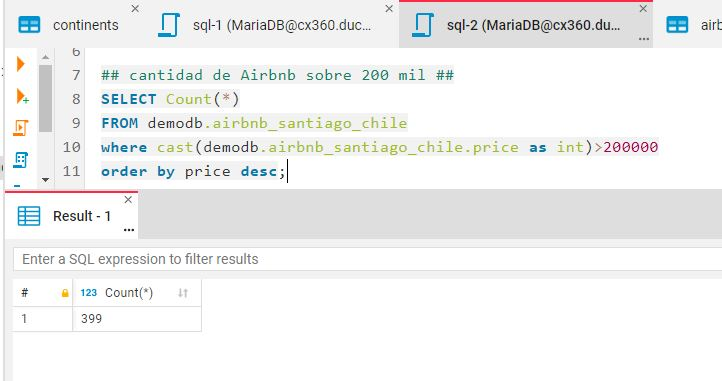 continents
sql-1 (MariaDB@cx360.duc...
sql-2 (MariaDB@cx360.du...
airb
6
7 ## cantidad de Airbnb sobre 200 mil ##
8 SELECT Count(*)
9 FROM demodb.airbnb_santiago_chile
10 where cast(demodb.airbnb_santiago_chile.price as int)>200000
11 order by price desc;
Result - 1
Enter a SQL expression to filter results
# 123 Count(*)
1 399